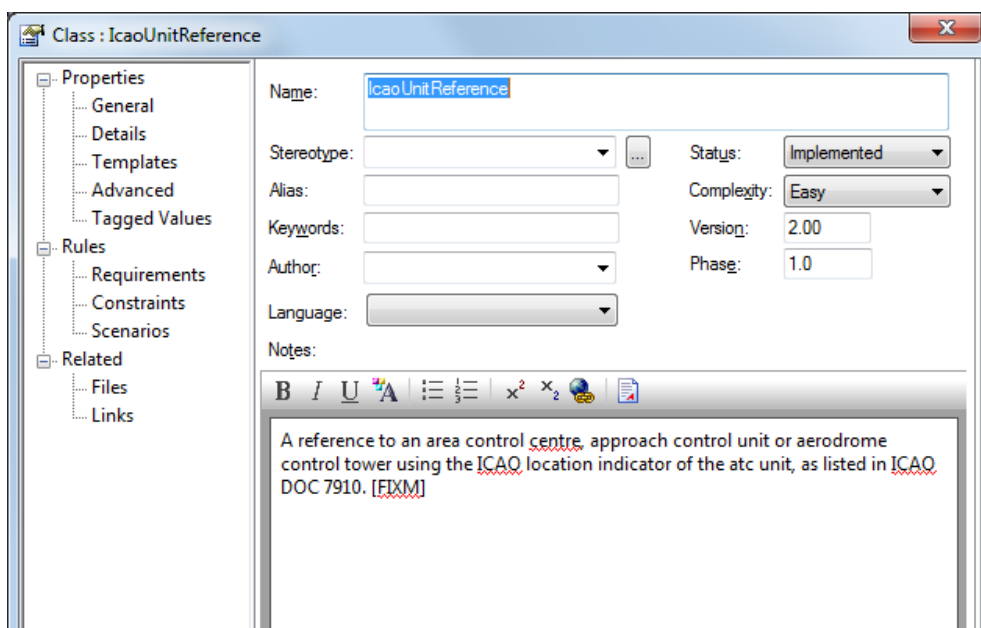 Class : IcaoUnitReference
x
Properties
General
Details
Templates
Advanced
Tagged Values
Rules
Requirements
Constraints
Scenarios
Related
Files
Links
Name: IcaoUnitReference
Stereotype: ... Status: Implemented
Alias: Complexity: Easy
Keywords: Version: 2.00
Author: Phase: 1.0
Language:
Notes:
B I U A x² x₂
A reference to an area control centre, approach control unit or aerodrome
control tower using the ICAO location indicator of the atc unit, as listed in ICAO
DOC 7910. [FIXM]